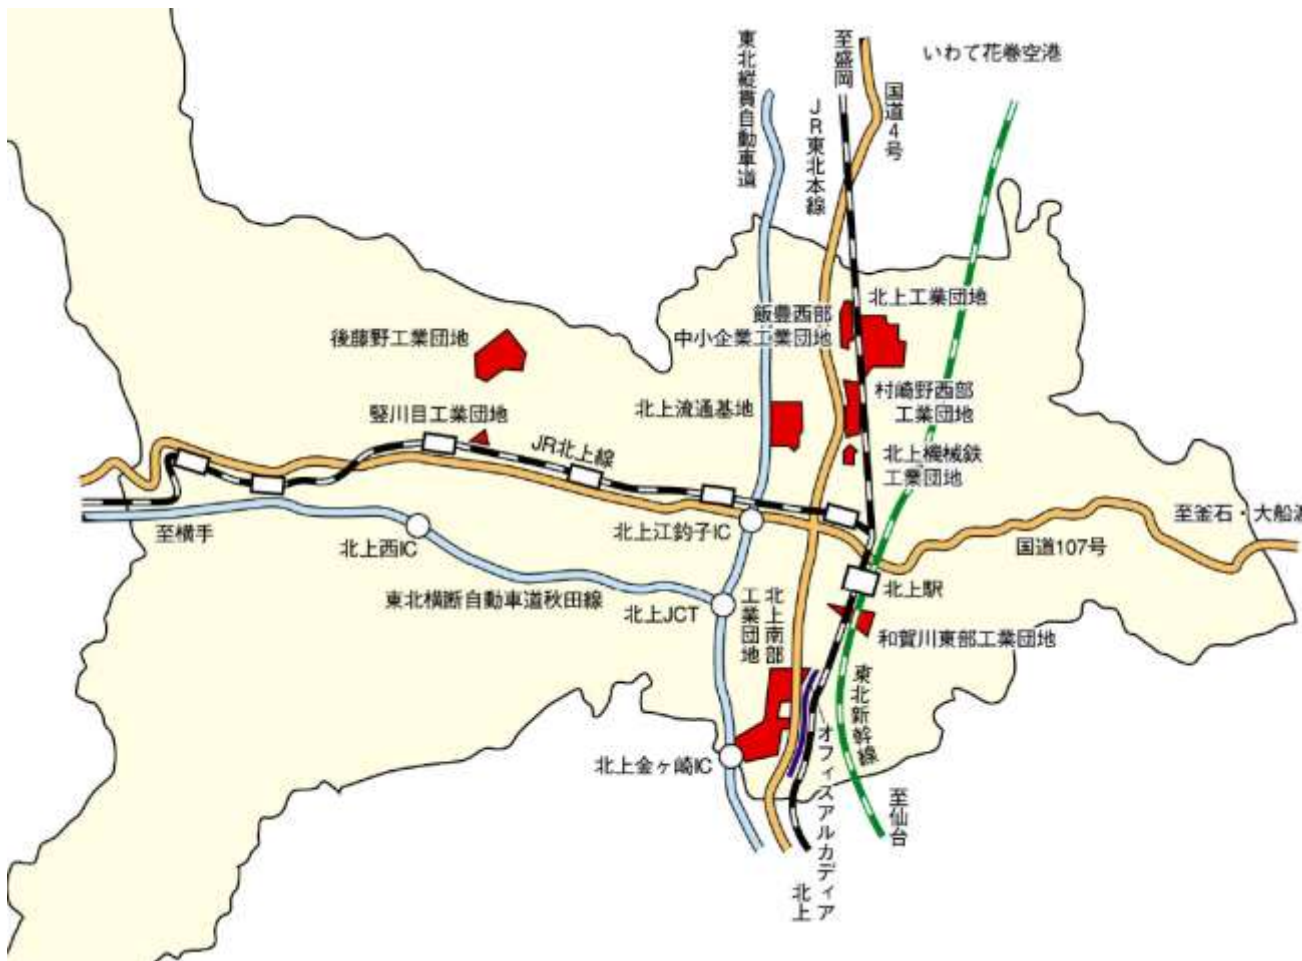 いわて花巻空港
至盛岡
国道4号
東北縦貫自動車道
JR東北本線
北上工業団地
飯豊西部
中小企業工業団地
後藤野工業団地
村崎野西部
工業団地
北上流通基地
竪川目工業団地
JR北上線
北上機械鉄
工業団地
至釜石・大船渡
至横手
北上西IC
北上江釣子IC
国道107号
北上駅
東北横断自動車道秋田線
北上JCT
北上南部
工業団地
和賀川東部工業団地
東北新幹線
北上金ヶ崎IC
至仙台
オフィスアルカディア
北上